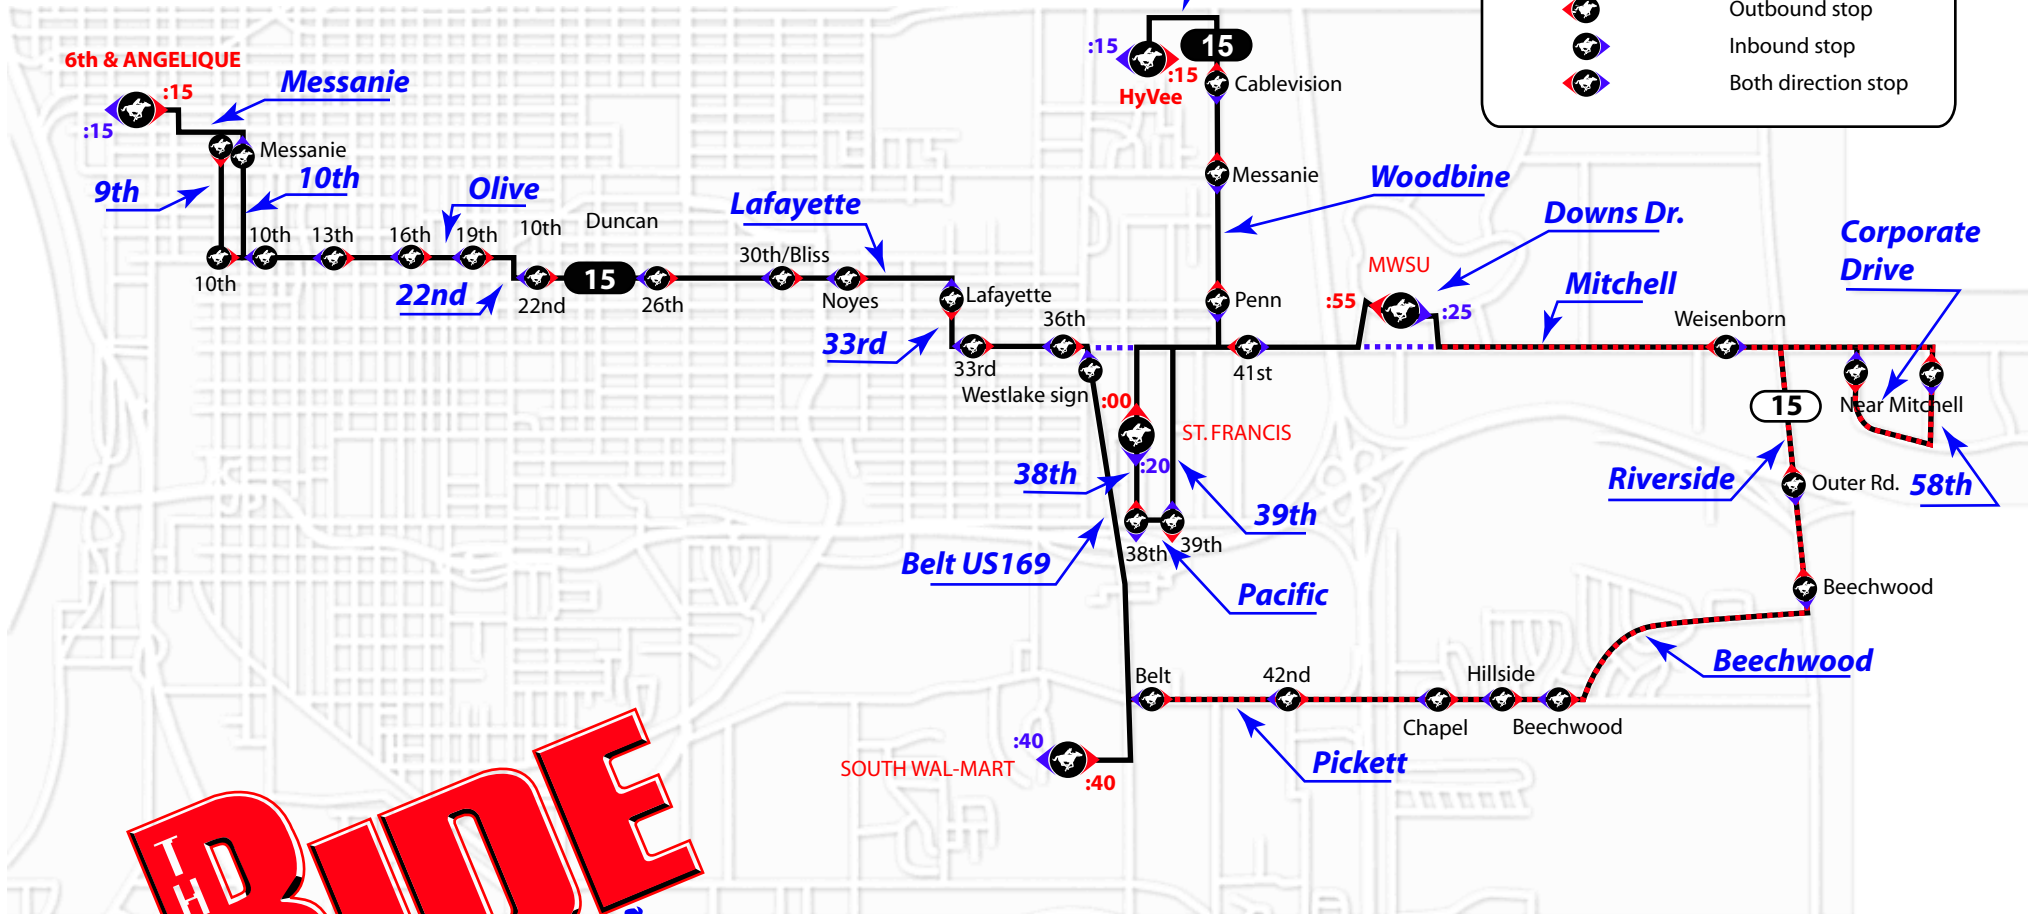 Outbound stop
Inbound stop
Both direction stop
:15
15
:15
HyVee
Cablevision
6th & ANGELIQUE
:15
:15
Messanie
Messanie
9th
10th
Olive
10th
Duncan
Lafayette
Messanie
Woodbine
Downs Dr.
Corporate
Drive
10th
13th
16th
19th
10th
22nd
22nd
15
26th
30th/Bliss
Noyes
Lafayette
36th
33rd
33rd
Westlake sign
Penn
41st
MWSU
:55
:25
Mitchell
Weisenborn
15
Near Mitchell
:00
ST. FRANCIS
:20
38th
39th
38th
39th
Belt US169
Pacific
Riverside
Outer Rd.
58th
Beechwood
Beechwood
Belt
42nd
Hillside
Chapel
Beechwood
Pickett
:40
SOUTH WAL-MART
:40
THE
RIDE